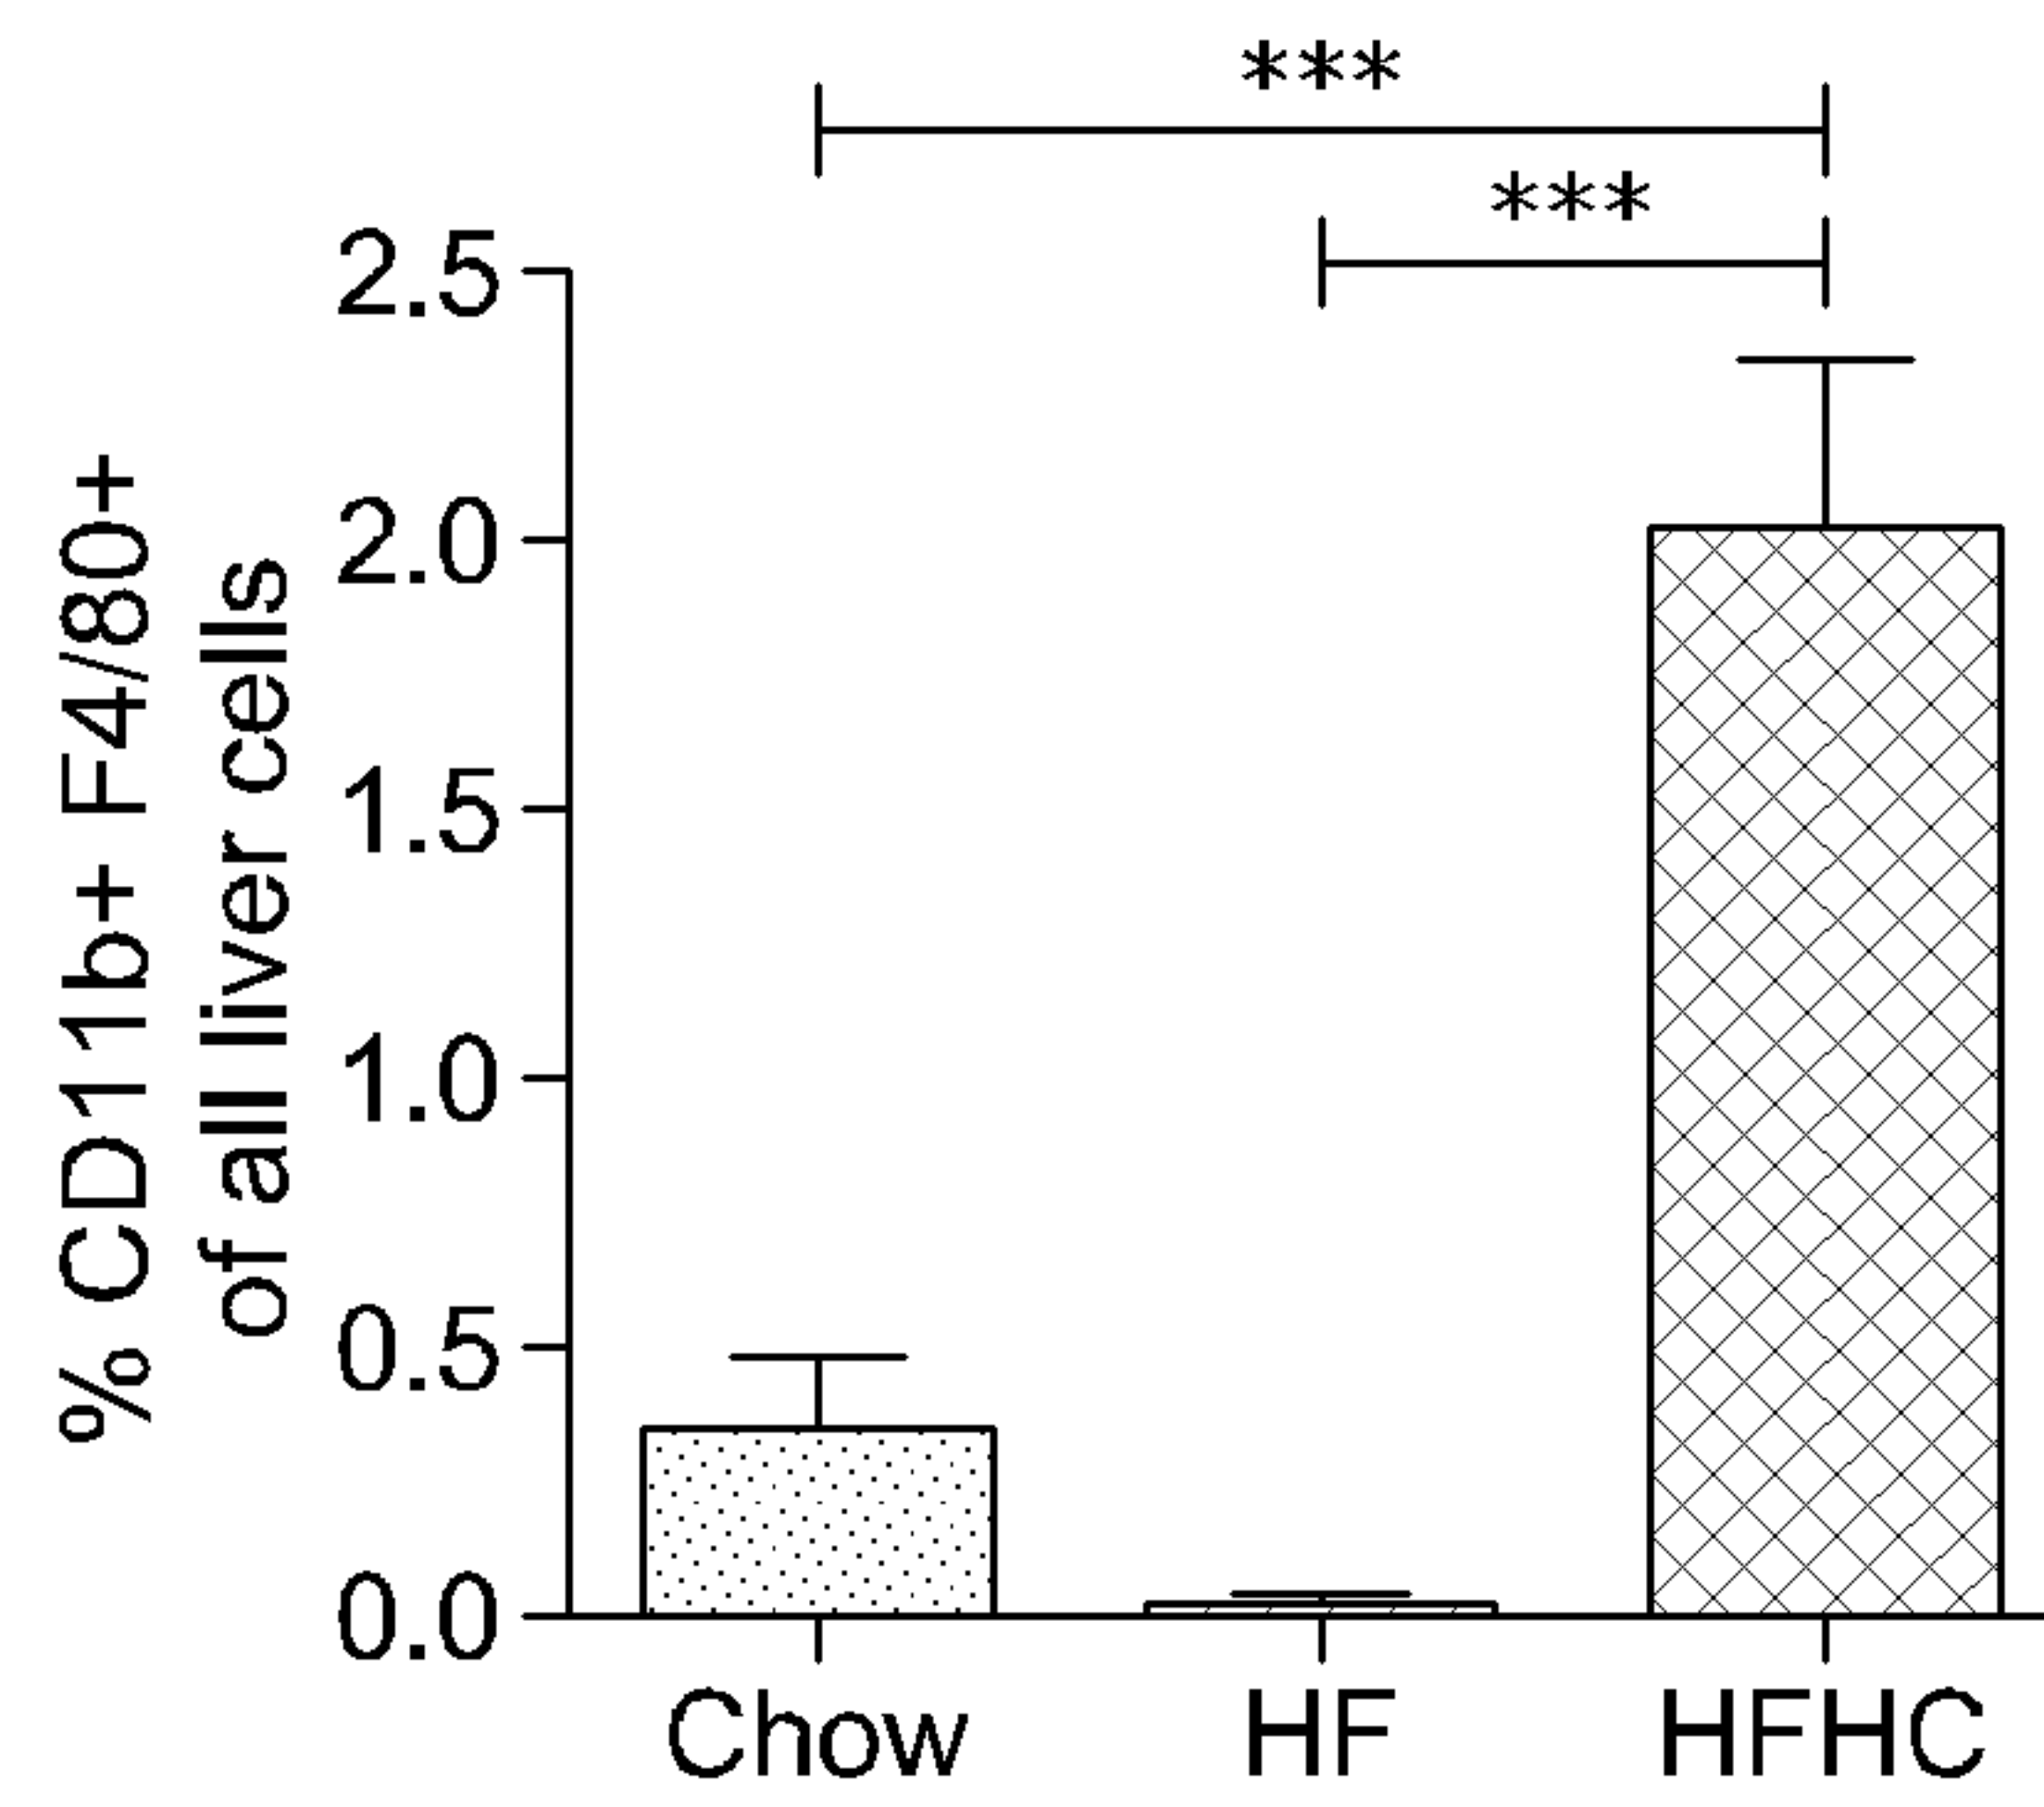 ***
***
% CD11b+ F4/80+
of all liver cells
2.5
2.0
1.5
1.0
0.5
0.0
Chow HF HFHC